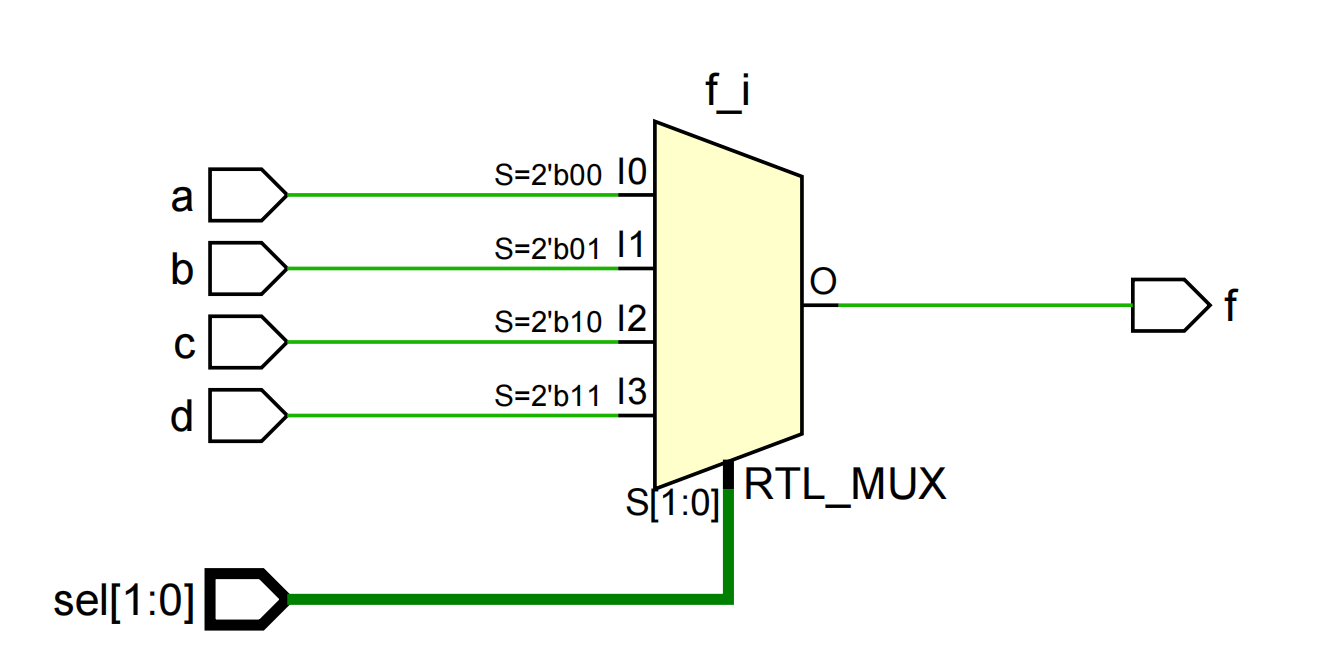 f_i
a S=2'b00 I0
b S=2'b01 I1
O
f
c S=2'b10 I2
d S=2'b11 I3
S[1:0] RTL_MUX
sel[1:0]